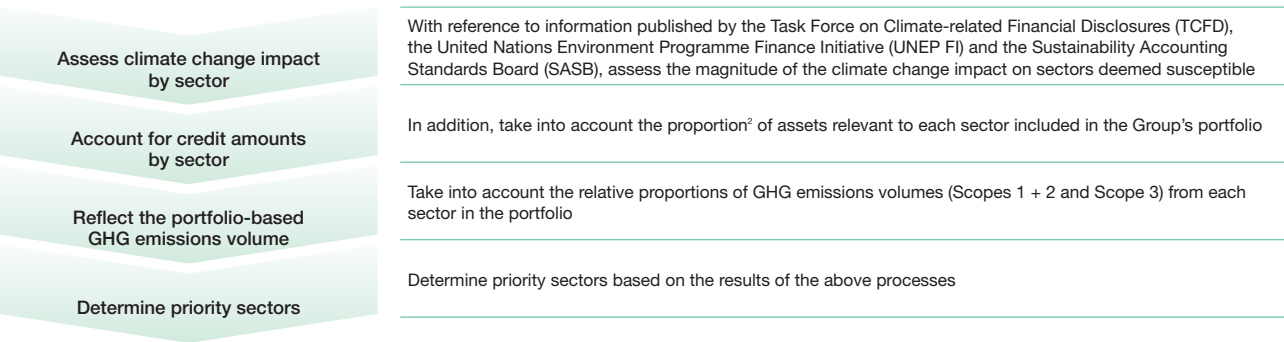 Assess climate change impact
by sector
With reference to information published by the Task Force on Climate-related Financial Disclosures (TCFD),
the United Nations Environment Programme Finance Initiative (UNEP FI) and the Sustainability Accounting
Standards Board (SASB), assess the magnitude of the climate change impact on sectors deemed susceptible
Account for credit amounts
by sector
In addition, take into account the proportion² of assets relevant to each sector included in the Group's portfolio
Reflect the portfolio-based
GHG emissions volume
Take into account the relative proportions of GHG emissions volumes (Scopes 1 + 2 and Scope 3) from each
sector in the portfolio
Determine priority sectors
Determine priority sectors based on the results of the above processes